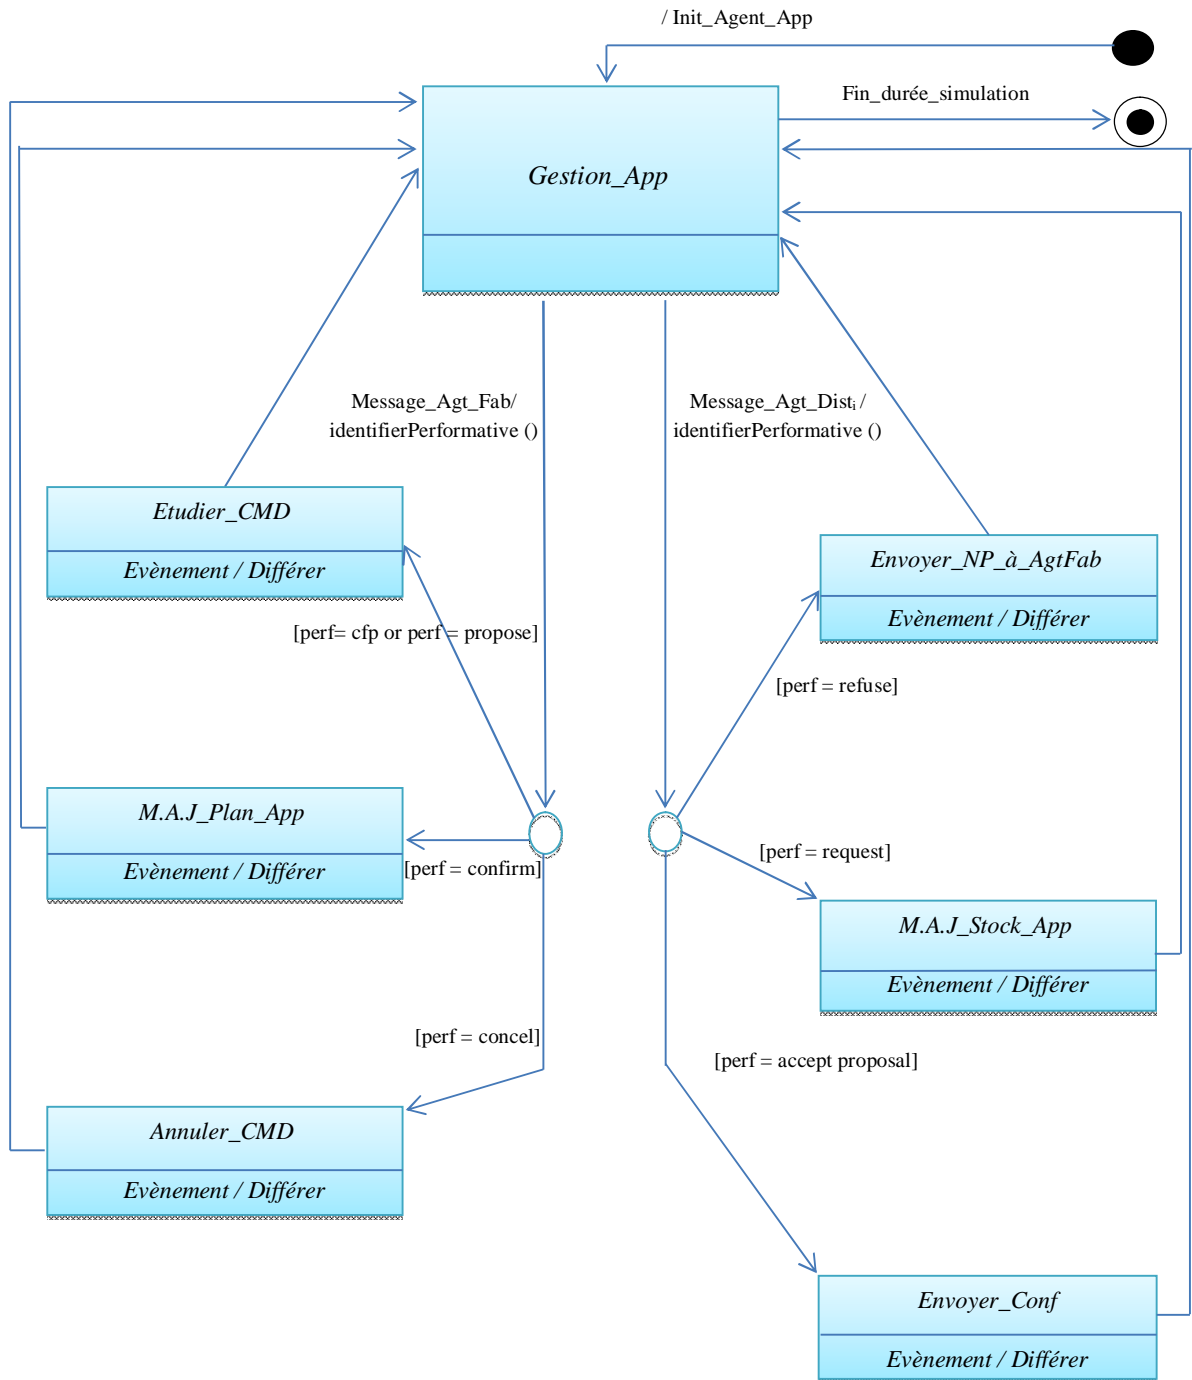 / Init_Agent_App
Fin_durée_simulation
Gestion_App
Message_Agt_Fab/
identifierPerformative ()
Message_Agt_Distᵢ /
identifierPerformative ()
Etudier_CMD
Evènement / Différer
Envoyer_NP_à_AgtFab
Evènement / Différer
[perf= cfp or perf = propose]
[perf = refuse]
M.A.J_Plan_App
Evènement / Différer
[perf = confirm]
[perf = request]
M.A.J_Stock_App
Evènement / Différer
[perf = concel]
[perf = accept proposal]
Annuler_CMD
Evènement / Différer
Envoyer_Conf
Evènement / Différer